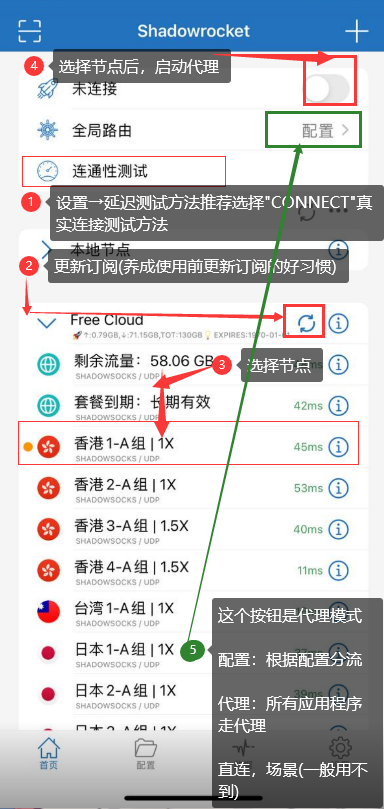 Shadowrocket
4 选择节点后，启动代理
未连接
全局路由
配置
连通性测试
1 设置→延迟测试方法推荐选择"CONNECT"真
实连接测试方法
本地节点
2 更新订阅(养成使用前更新订阅的好习惯)
Free Cloud
🚀↑:0.79GB,↓:71.15GB,TOT:130GB💡EXPIRES:1970-01-01
剩余流量：58.06 GB
SHADOWSOCKS / UDP
3 选择节点
套餐到期：长期有效
SHADOWSOCKS / UDP
42ms
香港 1-A 组 | 1X
SHADOWSOCKS / UDP
45ms
香港 2-A 组 | 1X
SHADOWSOCKS / UDP
53ms
香港 3-A 组 | 1.5X
SHADOWSOCKS / UDP
40ms
香港 4-A 组 | 1.5X
SHADOWSOCKS / UDP
11ms
台湾 1-A 组 | 1X
SHADOWSOCKS / UDP
日本 1-A 组 | 1X
SHADOWSOCKS / UDP
日本 2-A 组 | 1X
SHADOWSOCKS / UDP
39ms
5 这个按钮是代理模式
配置：根据配置分流
代理：所有应用程序
走代理
直连，场景(一般用不
到)
首页
配置